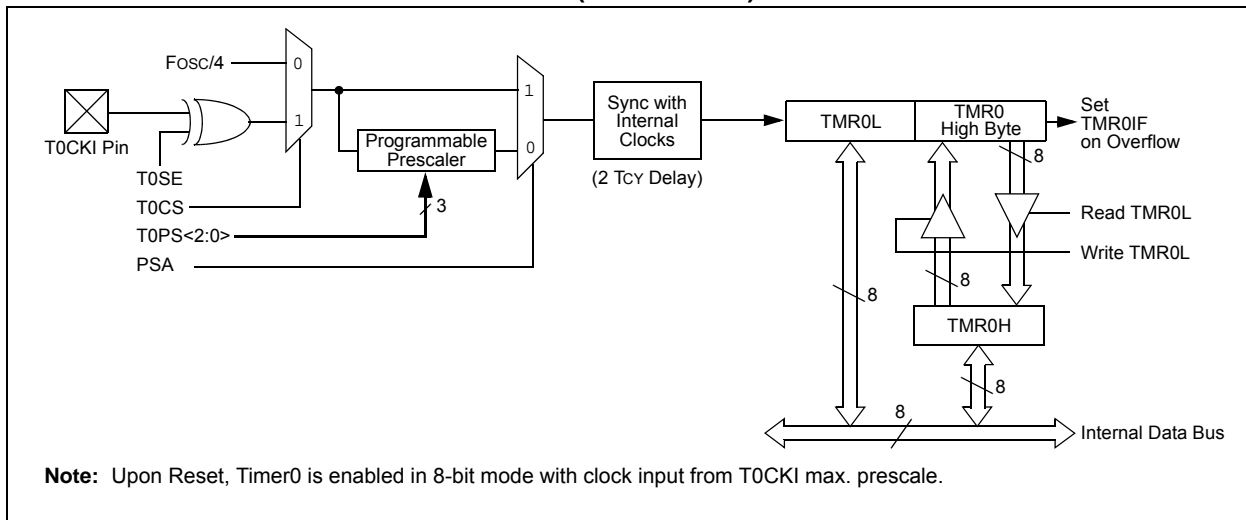 FOSC/4
0
1
T0CKI Pin
T0SE
T0CS
T0PS<2:0>
PSA
Programmable
Prescaler
3
1
0
Sync with
Internal
Clocks
(2 TCY Delay)
TMR0L
TMR0
High Byte
Set
TMR0IF
on Overflow
8
Read TMR0L
Write TMR0L
8
8
TMR0H
8
8
Internal Data Bus
Note: Upon Reset, Timer0 is enabled in 8-bit mode with clock input from T0CKI max. prescale.